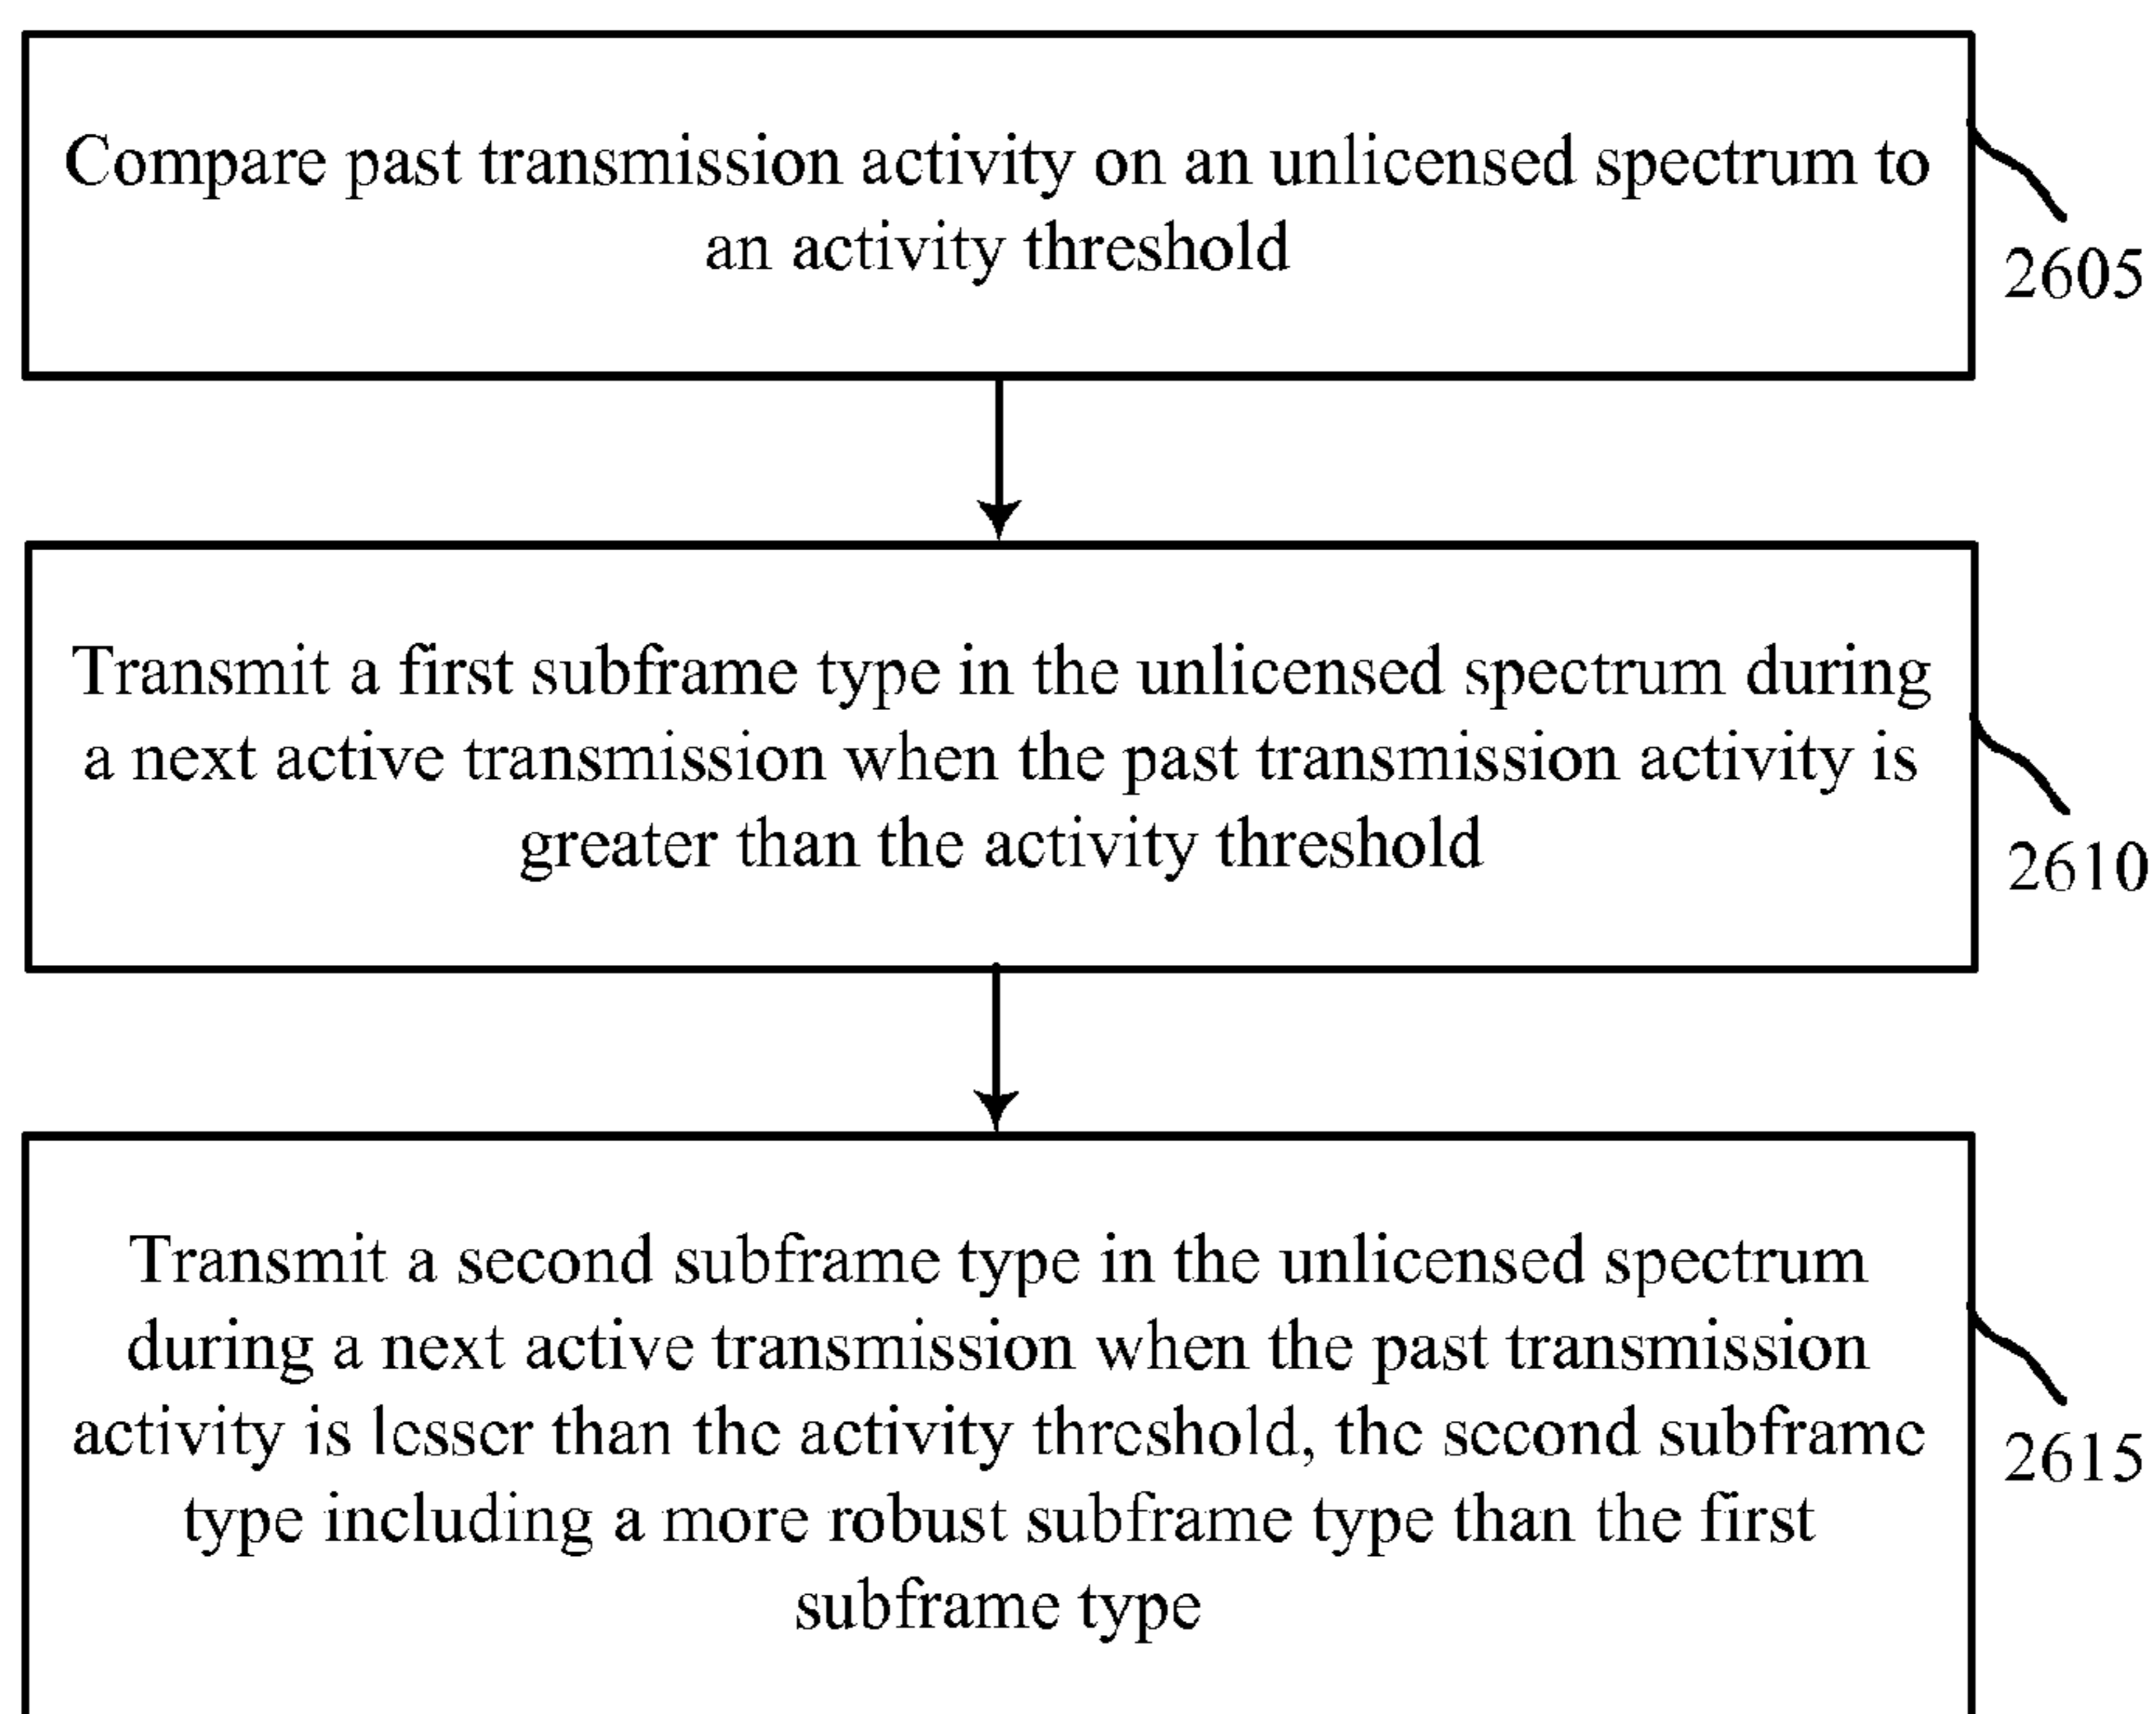 Compare past transmission activity on an unlicensed spectrum to
an activity threshold
2605
Transmit a first subframe type in the unlicensed spectrum during
a next active transmission when the past transmission activity is
greater than the activity threshold
2610
Transmit a second subframe type in the unlicensed spectrum
during a next active transmission when the past transmission
activity is lesser than the activity threshold, the second subframe
type including a more robust subframe type than the first
subframe type
2615